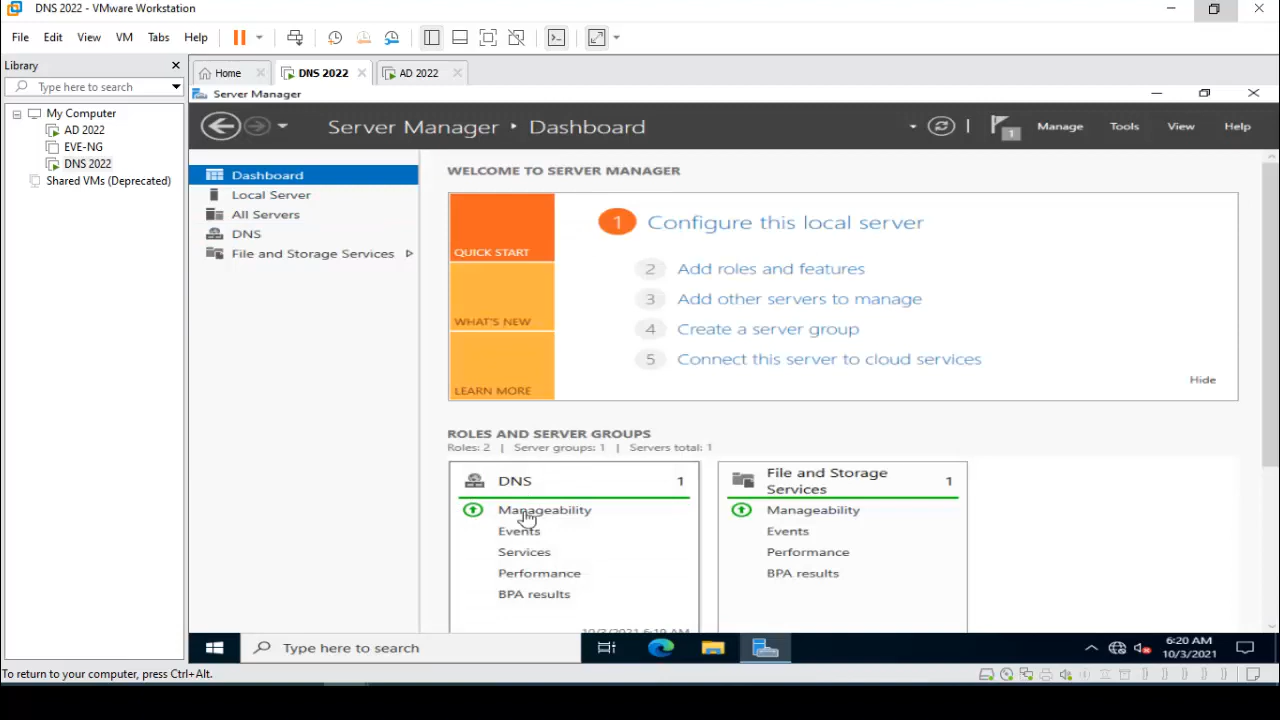 DNS 2022 - VMware Workstation
File Edit View VM Tabs Help
Library
Type here to search
My Computer
AD 2022
EVE-NG
DNS 2022
Shared VMs (Deprecated)
Home DNS 2022 AD 2022
Server Manager
Server Manager • Dashboard
1 Manage Tools View Help
Dashboard
Local Server
All Servers
DNS
File and Storage Services
WELCOME TO SERVER MANAGER
QUICK START
WHAT'S NEW
LEARN MORE
1 Configure this local server
2 Add roles and features
3 Add other servers to manage
4 Create a server group
5 Connect this server to cloud services
Hide
ROLES AND SERVER GROUPS
Roles: 2 | Server groups: 1 | Servers total: 1
DNS 1
Manageability
Events
Services
Performance
BPA results
10/3/2021 6:19 AM
File and Storage
Services 1
Manageability
Events
Performance
BPA results
Type here to search
6:20 AM
10/3/2021
To return to your computer, press Ctrl+Alt.